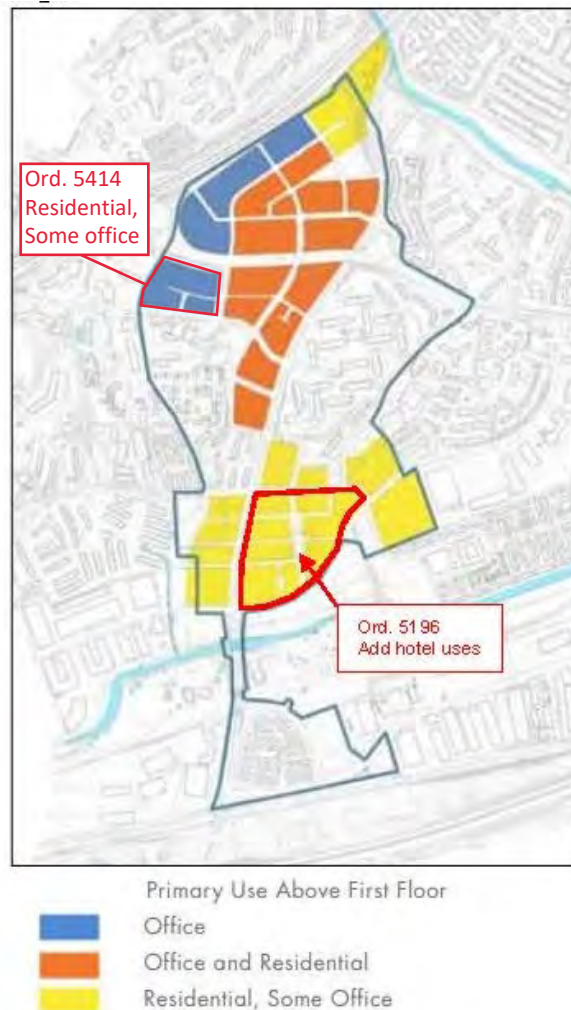 Ord. 5414
Residential,
Some office
Ord. 5196
Add hotel uses
Primary Use Above First Floor
Office
Office and Residential
Residential, Some Office